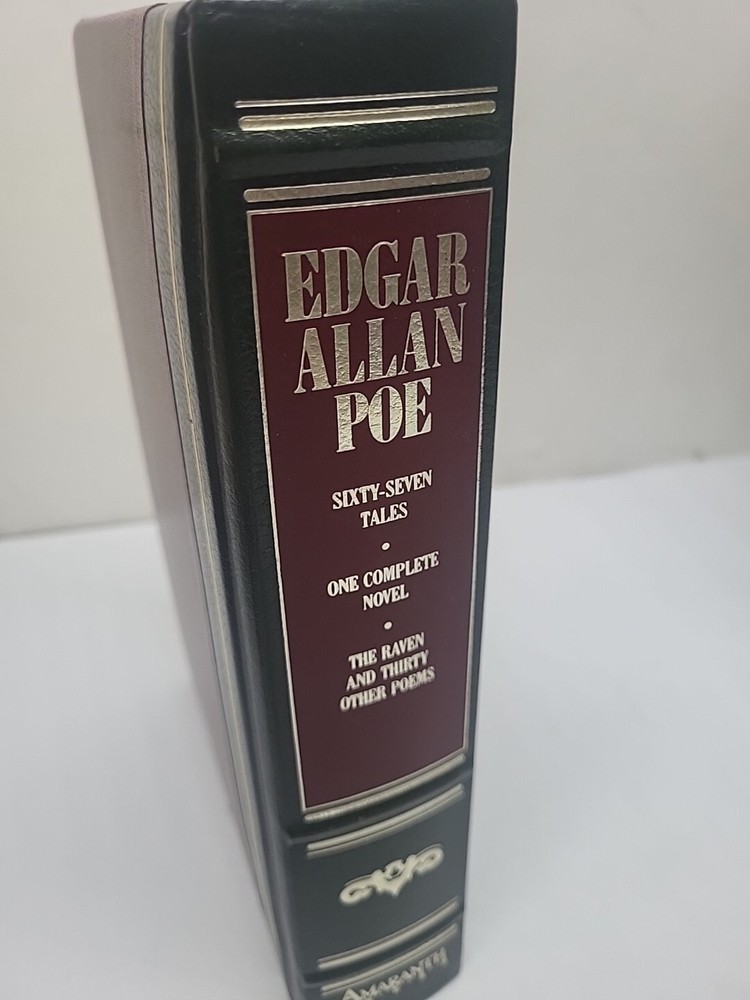 EDGAR
ALLAN
POE
SIXTY-SEVEN
TALES
•
ONE COMPLETE
NOVEL
•
THE RAVEN
AND THIRTY
OTHER POEMS
AMARANTH